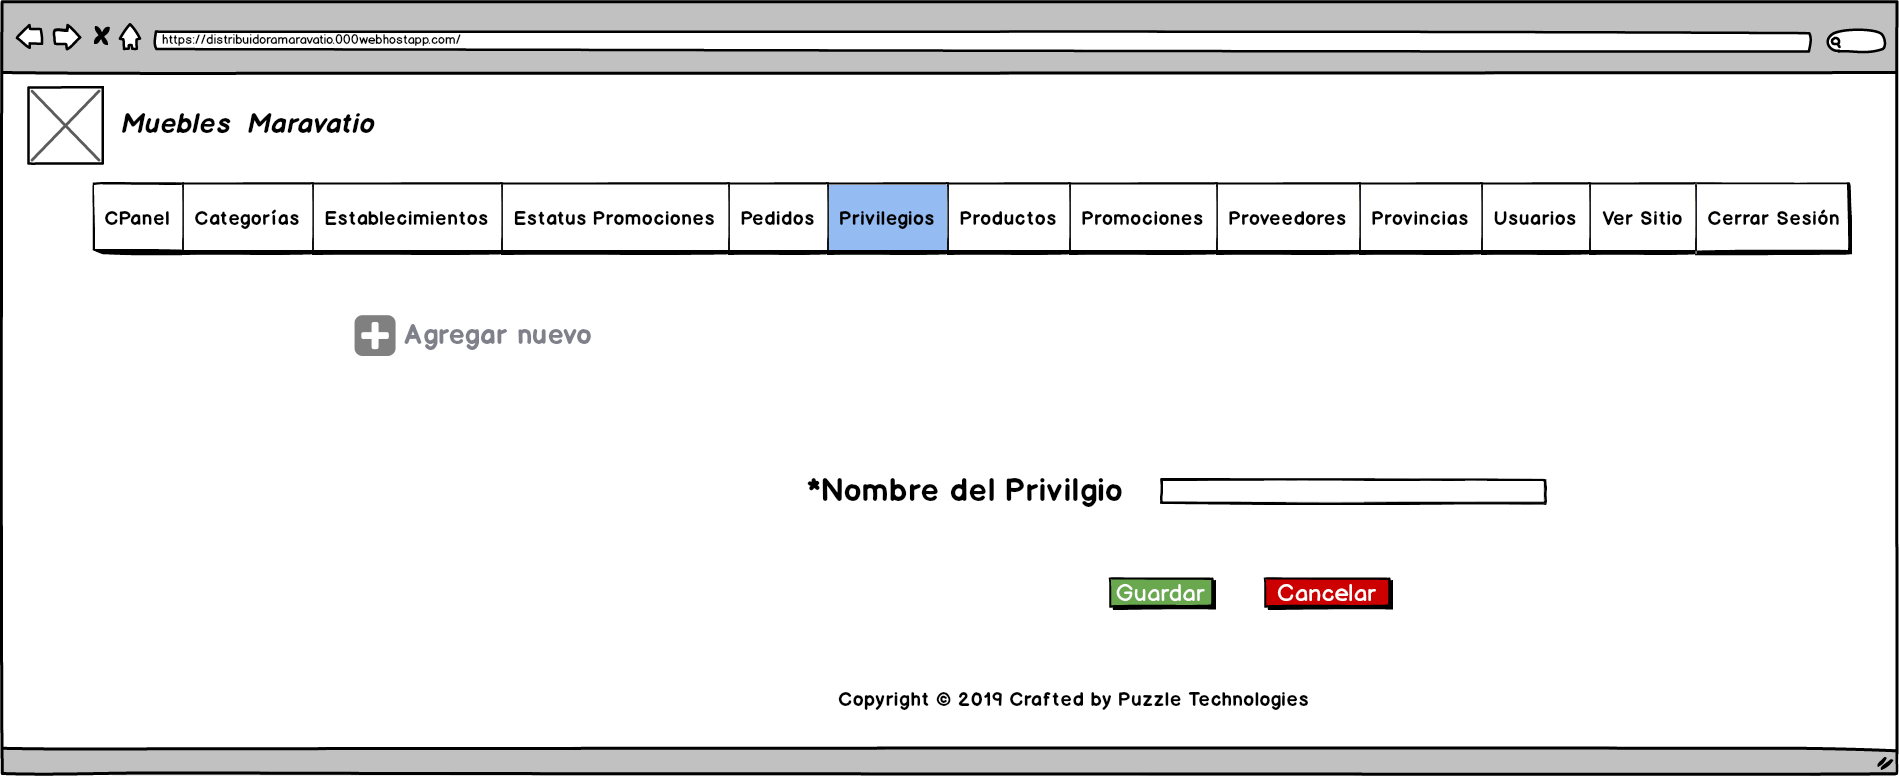 https://distribuidoramaravatio.000webhostapp.com/
Muebles Maravatio
CPanel Categorías Establecimientos Estatus Promociones Pedidos Privilegios Productos Promociones Proveedores Provincias Usuarios Ver Sitio Cerrar Sesión
Agregar nuevo
*Nombre del Privilgio
Guardar Cancelar
Copyright © 2019 Crafted by Puzzle Technologies